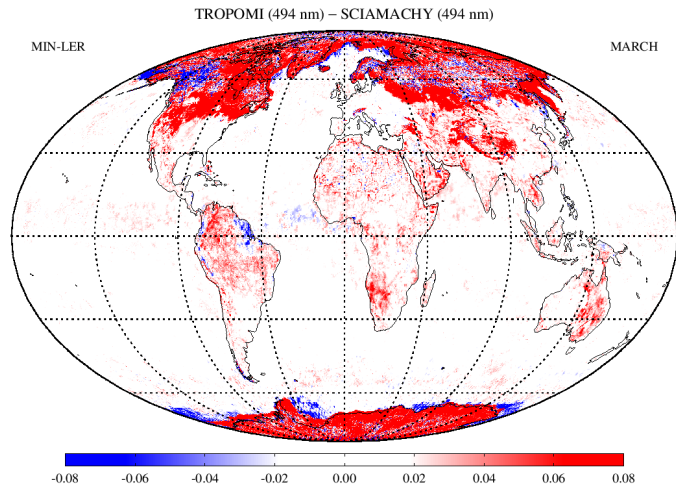 TROPOMI (494 nm) – SCIAMACHY (494 nm)
MIN-LER
MARCH
-0.08 -0.06 -0.04 -0.02 0.00 0.02 0.04 0.06 0.08